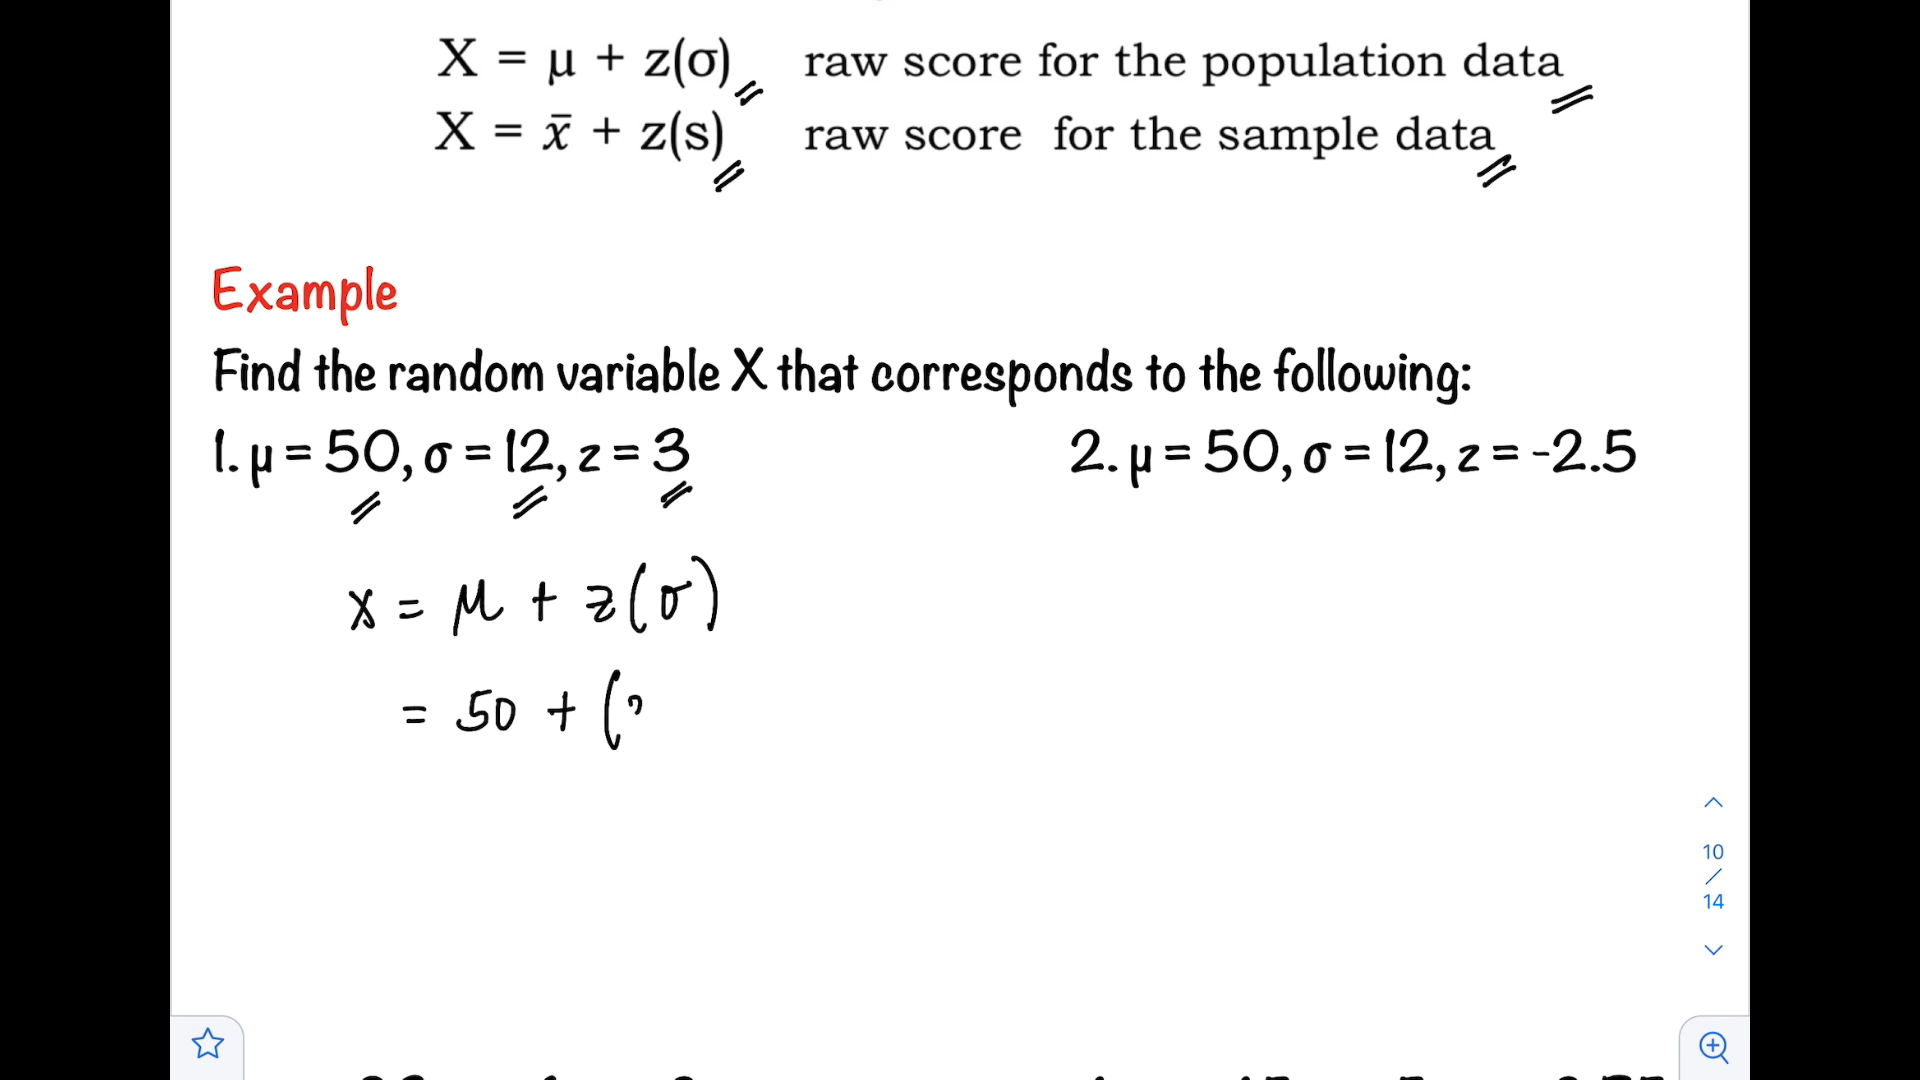 X = μ + z(σ) raw score for the population data
X = x̄ + z(s) raw score for the sample data
Example
Find the random variable X that corresponds to the following:
1. μ = 50, σ = 12, z = 3
2. μ = 50, σ = 12, z = -2.5
x = μ + z(σ)
= 50 + (
10
/
14